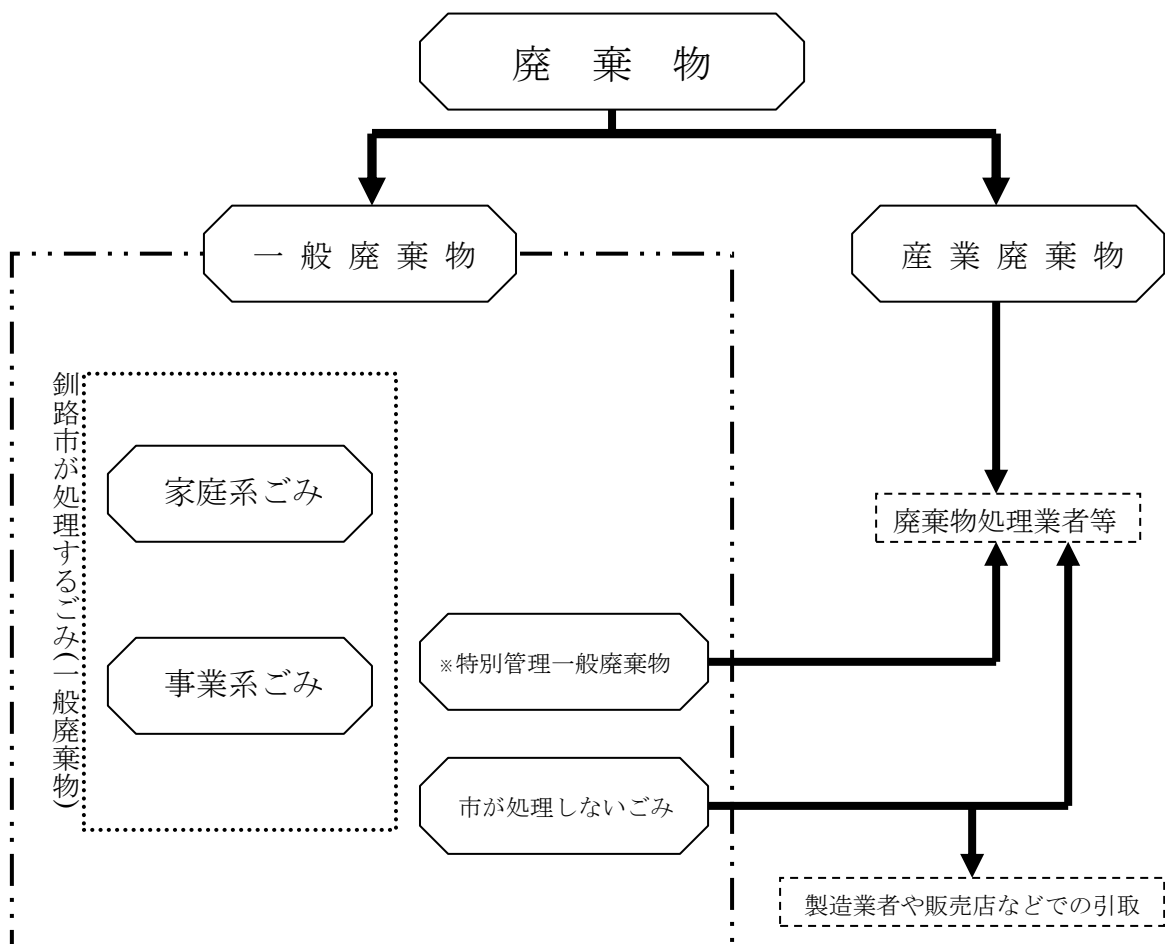 廃棄物
一般廃棄物
産業廃棄物
釧路市が処理するごみ(一般廃棄物)
家庭系ごみ
廃棄物処理業者等
事業系ごみ
※特別管理一般廃棄物
市が処理しないごみ
製造業者や販売店などでの引取